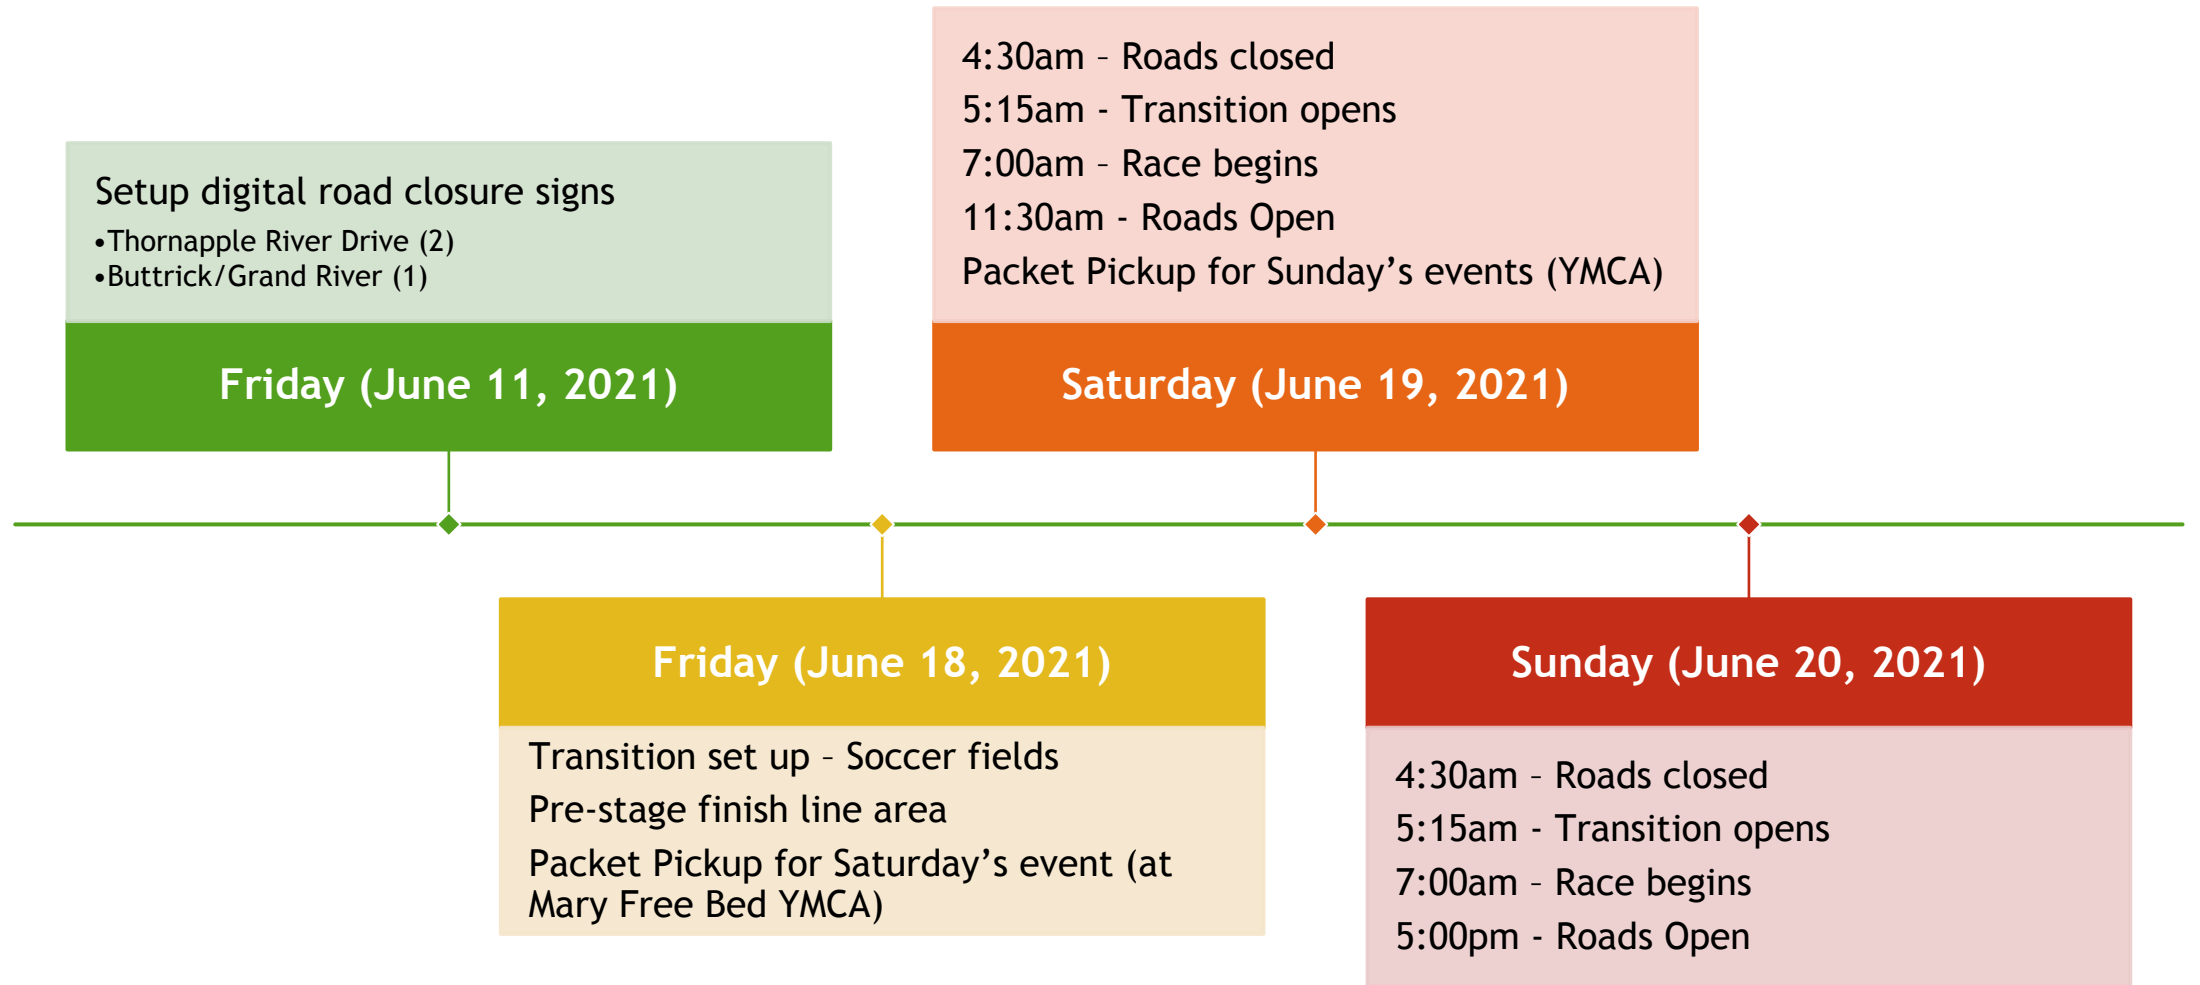 Setup digital road closure signs
•Thornapple River Drive (2)
•Buttrick/Grand River (1)
Friday (June 11, 2021)
Friday (June 18, 2021)
Transition set up – Soccer fields
Pre-stage finish line area
Packet Pickup for Saturday’s event (at
Mary Free Bed YMCA)
4:30am – Roads closed
5:15am - Transition opens
7:00am – Race begins
11:30am - Roads Open
Packet Pickup for Sunday’s events (YMCA)
Saturday (June 19, 2021)
Sunday (June 20, 2021)
4:30am – Roads closed
5:15am - Transition opens
7:00am – Race begins
5:00pm - Roads Open